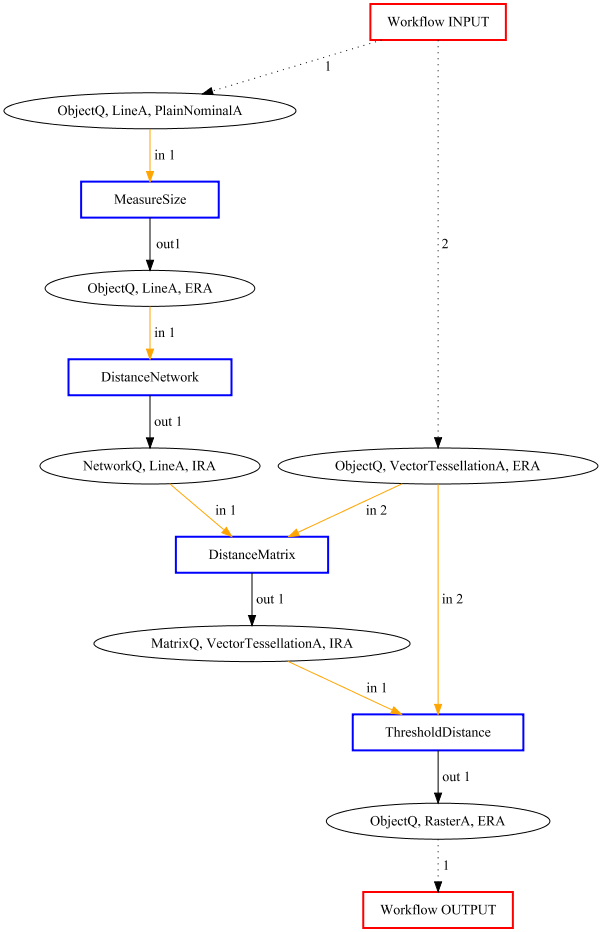 Workflow INPUT
1
ObjectQ, LineA, PlainNominalA
in 1
MeasureSize
2
out1
ObjectQ, LineA, ERA
in 1
DistanceNetwork
out 1
NetworkQ, LineA, IRA
ObjectQ, VectorTessellationA, ERA
in 1
in 2
DistanceMatrix
out 1
in 2
MatrixQ, VectorTessellationA, IRA
in 1
ThresholdDistance
out 1
ObjectQ, RasterA, ERA
1
Workflow OUTPUT